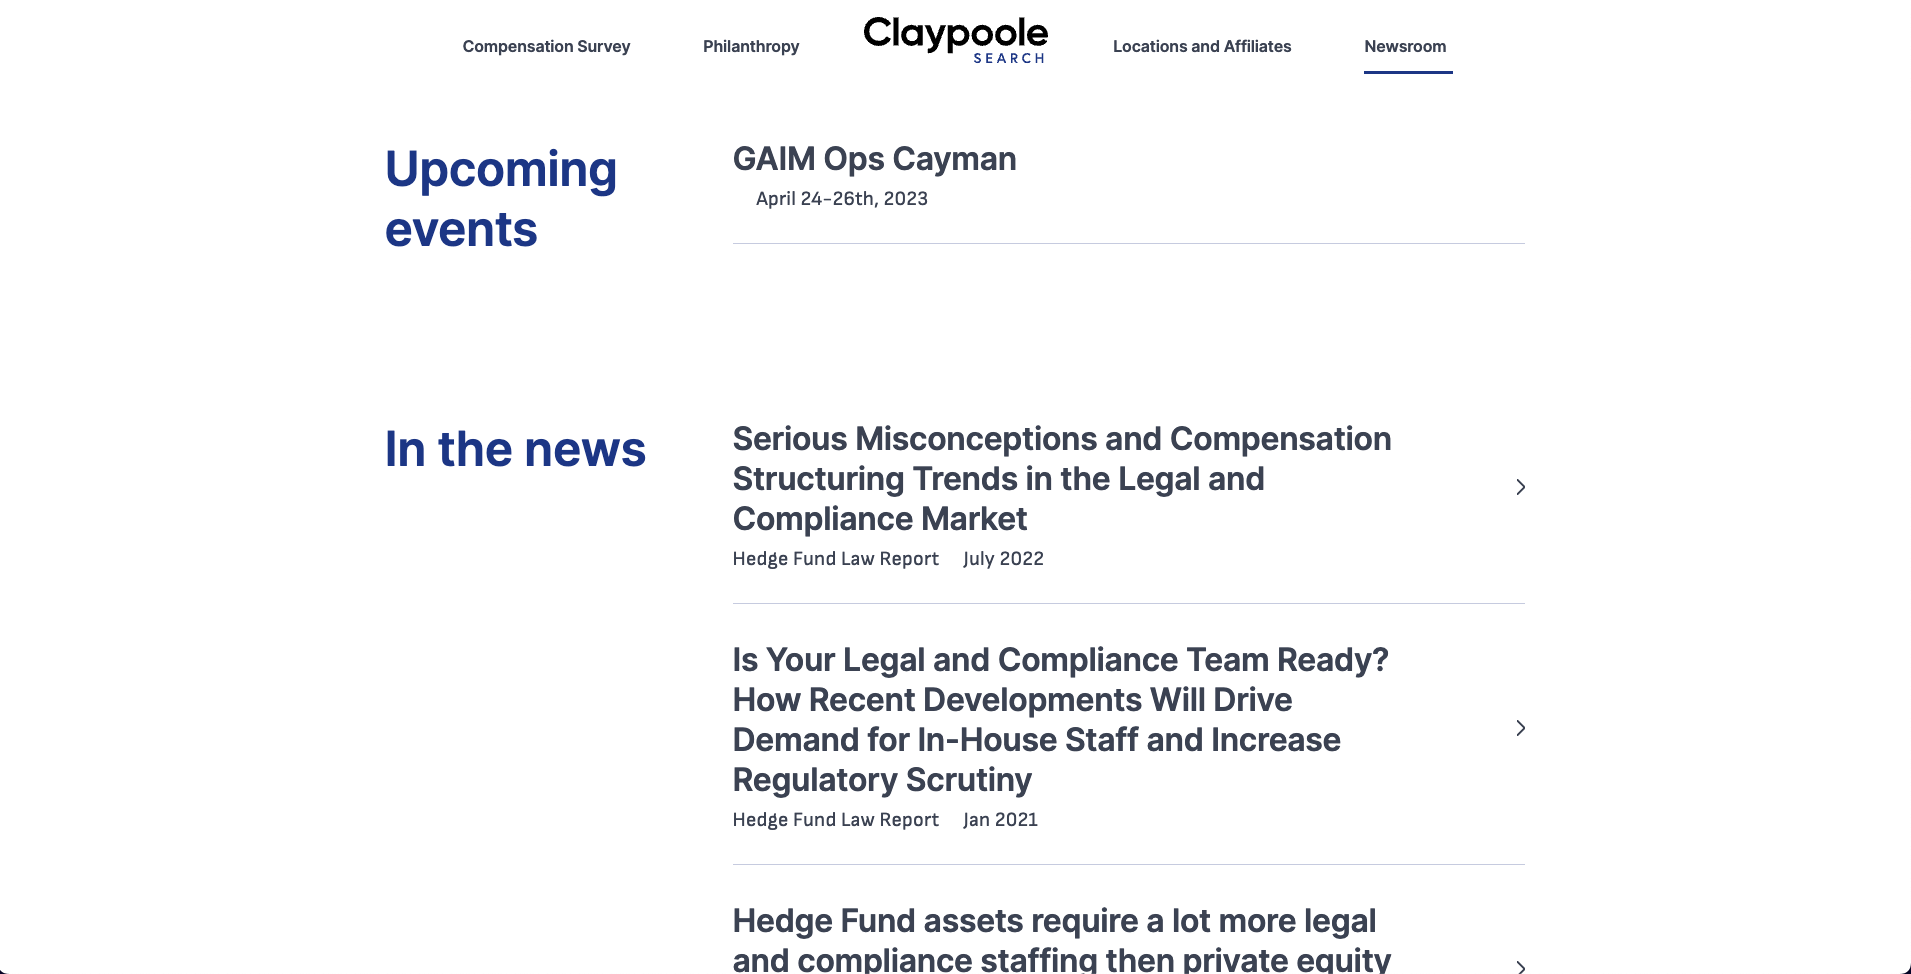 Compensation Survey
Philanthropy
Claypoole
SEARCH
Locations and Affiliates
Newsroom
Upcoming
events
GAIM Ops Cayman
April 24-26th, 2023
In the news
Serious Misconceptions and Compensation
Structuring Trends in the Legal and
Compliance Market
Hedge Fund Law Report July 2022
Is Your Legal and Compliance Team Ready?
How Recent Developments Will Drive
Demand for In-House Staff and Increase
Regulatory Scrutiny
Hedge Fund Law Report Jan 2021
Hedge Fund assets require a lot more legal
and compliance staffing then private equity